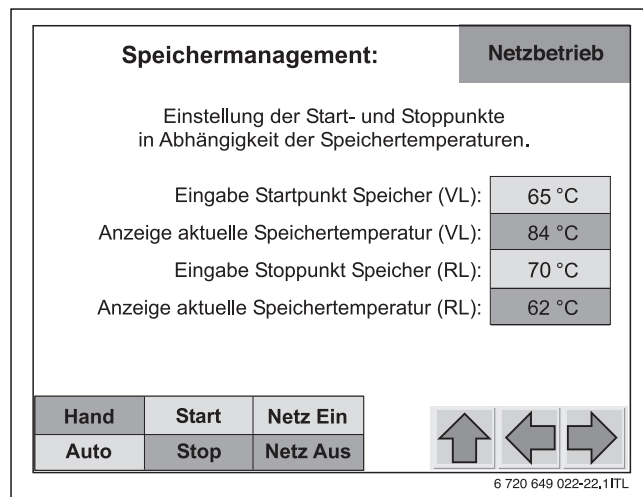 Speichermanagement:
Netzbetrieb
Einstellung der Start- und Stoppunkte
in Abhängigkeit der Speichertemperaturen.
Eingabe Startpunkt Speicher (VL): 65 °C
Anzeige aktuelle Speichertemperatur (VL): 84 °C
Eingabe Stoppunkt Speicher (RL): 70 °C
Anzeige aktuelle Speichertemperatur (RL): 62 °C
Hand Start Netz Ein
Auto Stop Netz Aus
6 720 649 022-22.1ITL